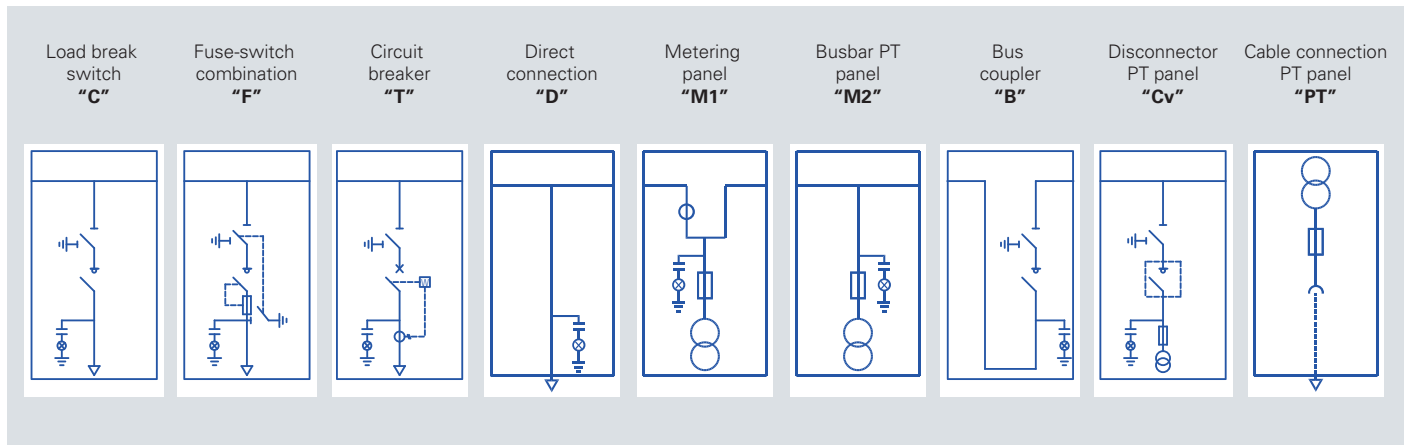 Load break
switch
“C”
Fuse-switch
combination
“F”
Circuit
breaker
“T”
Direct
connection
“D”
Metering
panel
“M1”
Busbar PT
panel
“M2”
Bus
coupler
“B”
Disconnector
PT panel
“Cv”
Cable connection
PT panel
“PT”
W